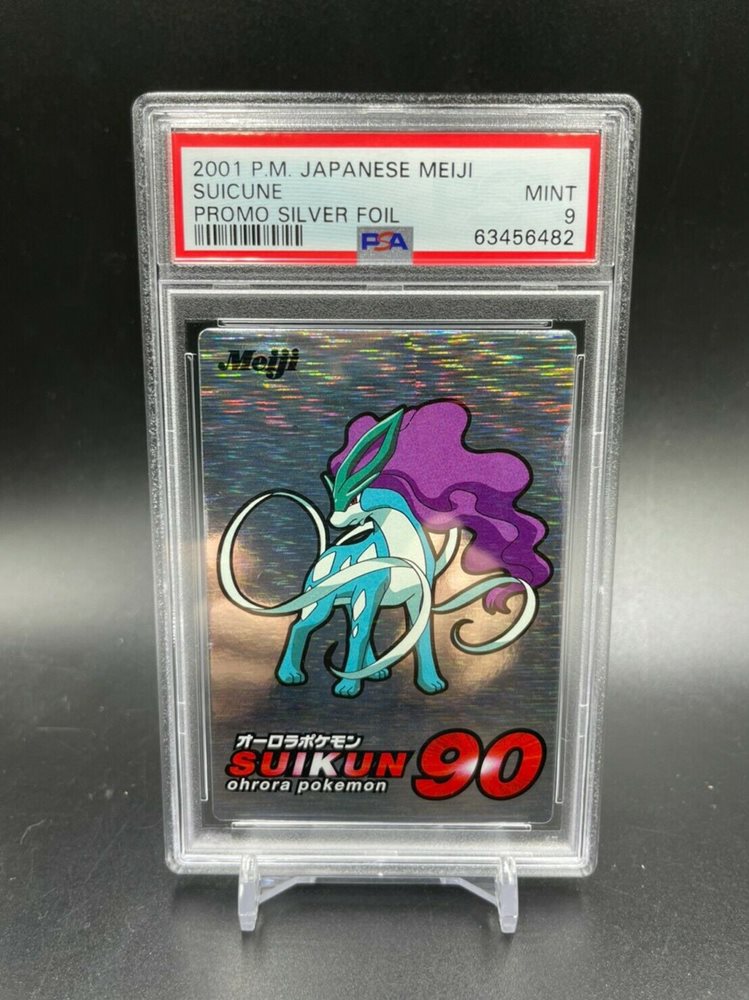 2001 P.M. JAPANESE MEIJI
SUICUNE MINT
PROMO SILVER FOIL 9
PSA 63456482
Meiji
オーロラポケモン
SUIKUN 90
ohrora pokemon